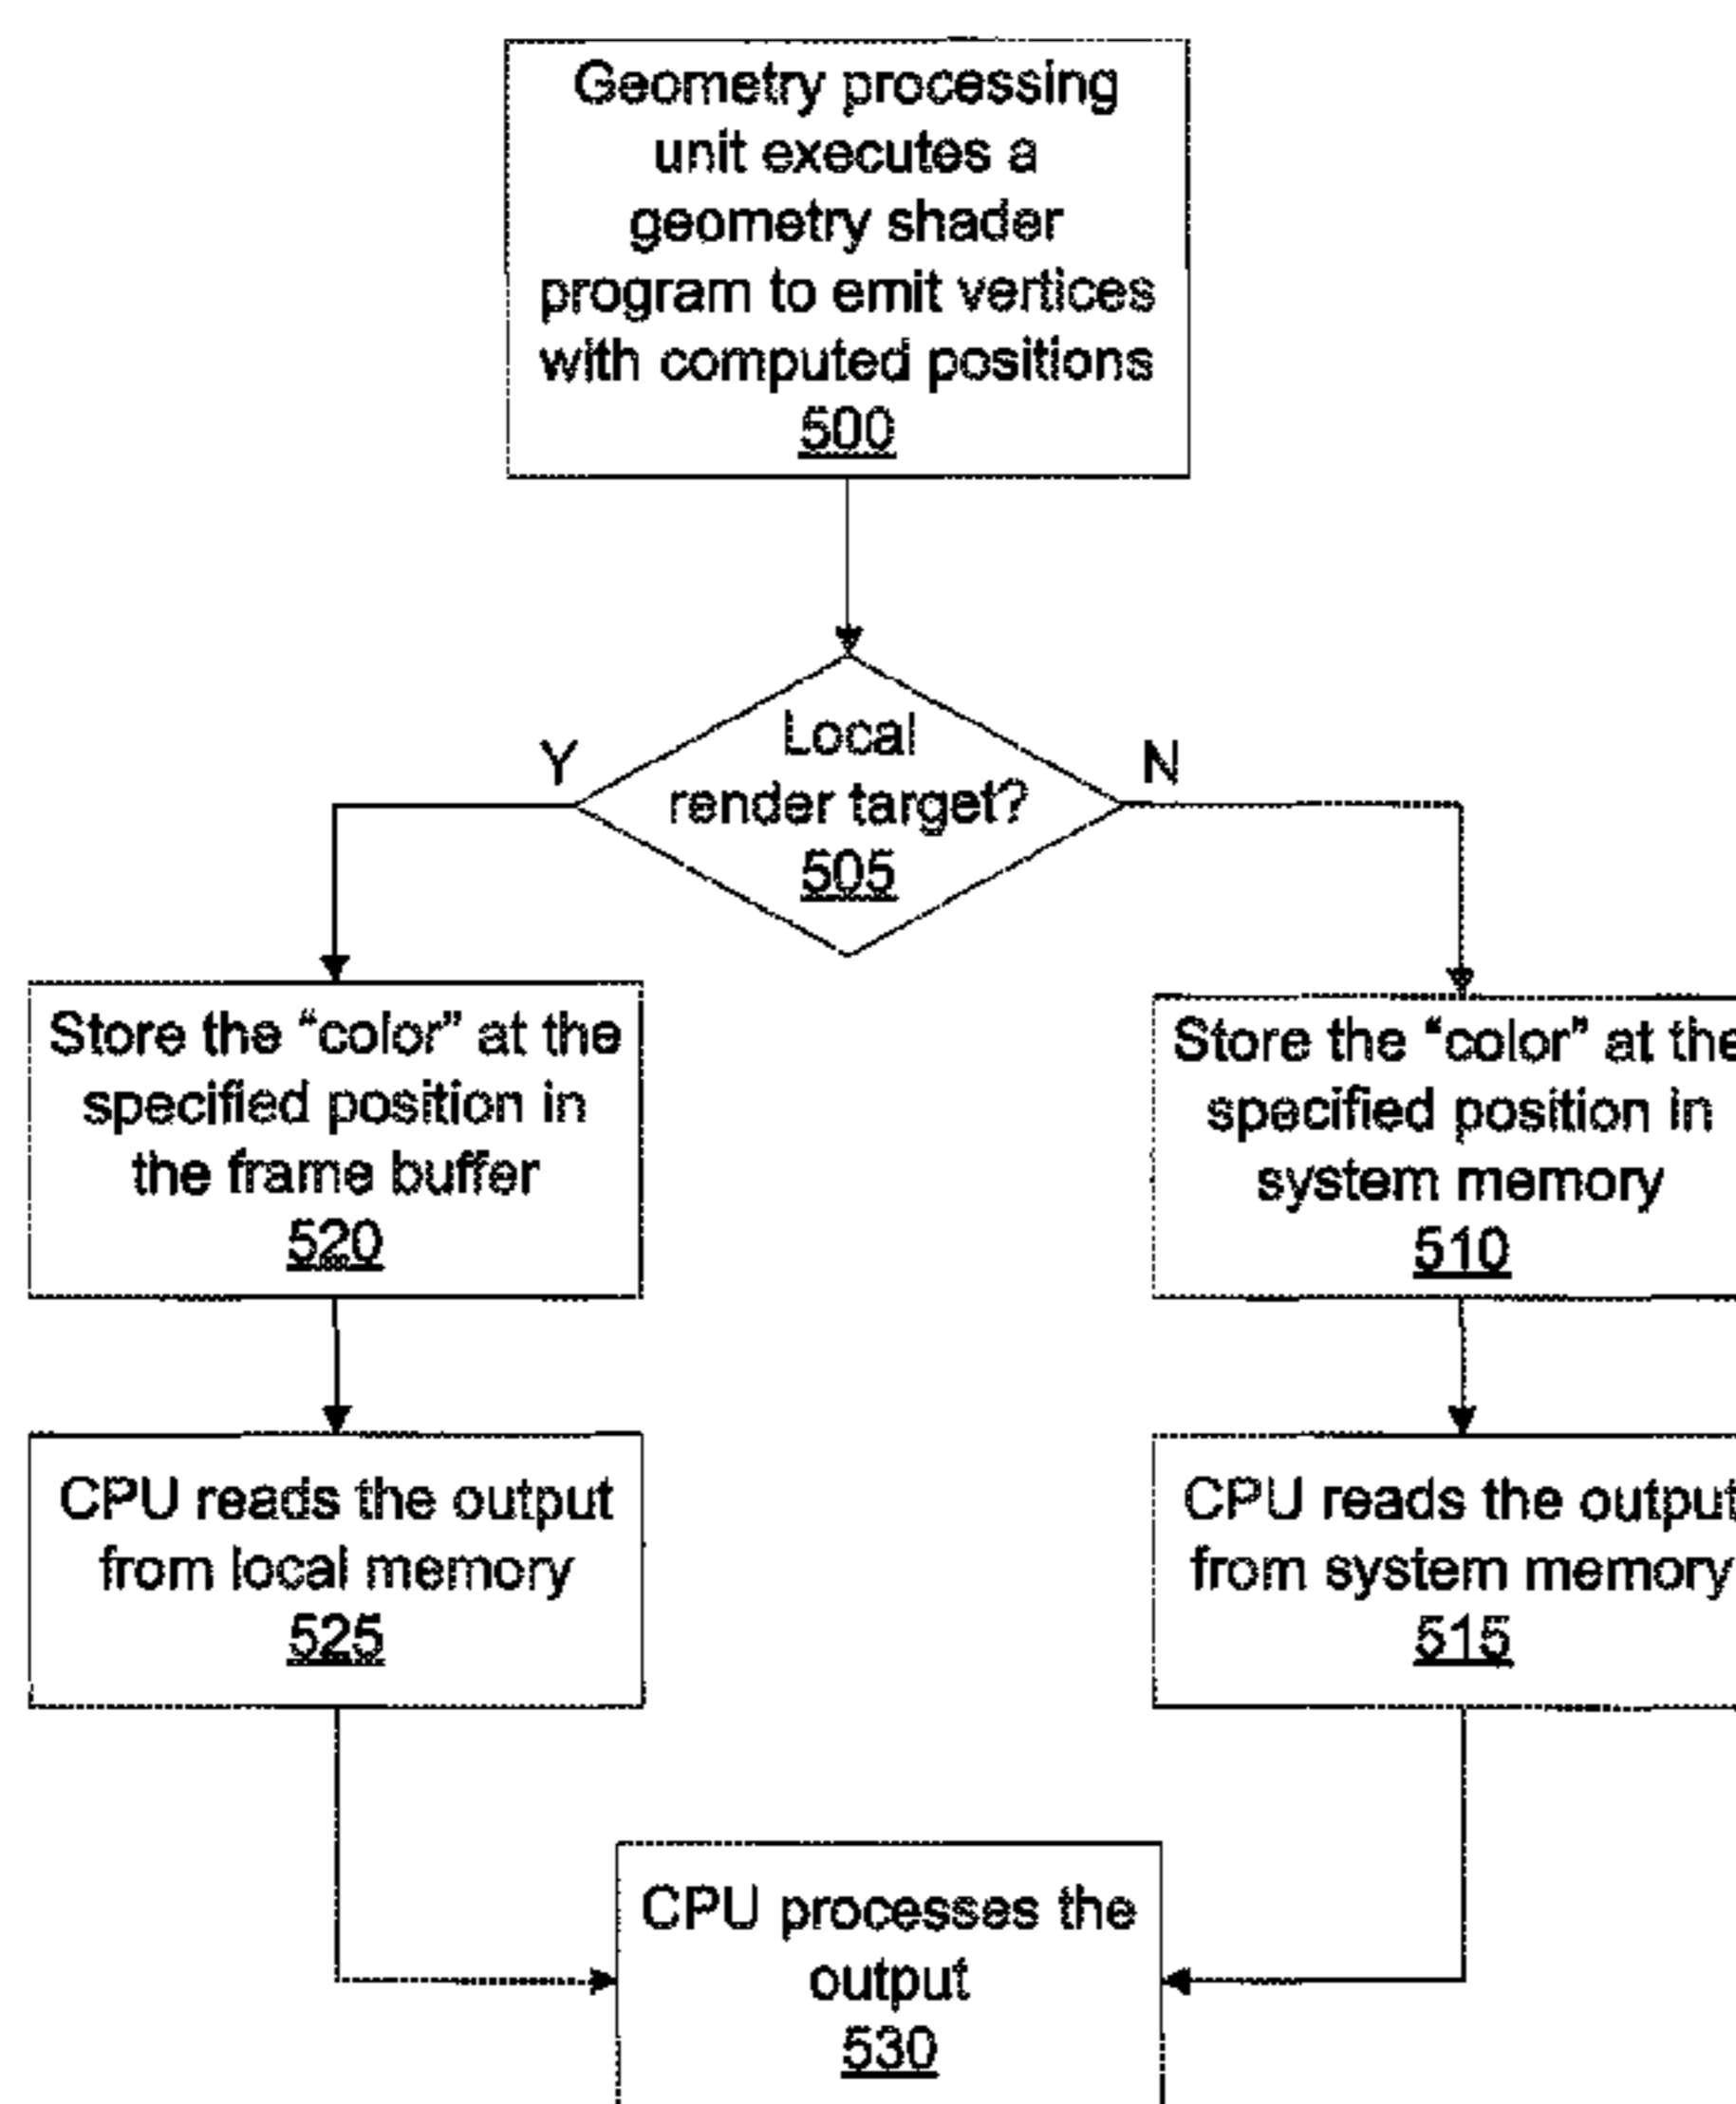 Geometry processing
unit executes a
geometry shader
program to emit vertices
with computed positions
500
Local
render target?
505
Y
N
Store the “color” at the
specified position in
the frame buffer
520
Store the “color” at the
specified position in
system memory
510
CPU reads the output
from local memory
525
CPU reads the output
from system memory
515
CPU processes the
output
530